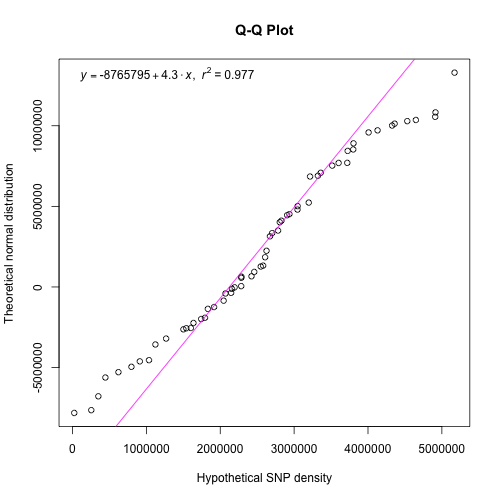 Q-Q Plot
y = -8765795 + 4.3 · x, r² = 0.977
Theoretical normal distribution
10000000
5000000
0
-5000000
0 1000000 2000000 3000000 4000000 5000000
Hypothetical SNP density